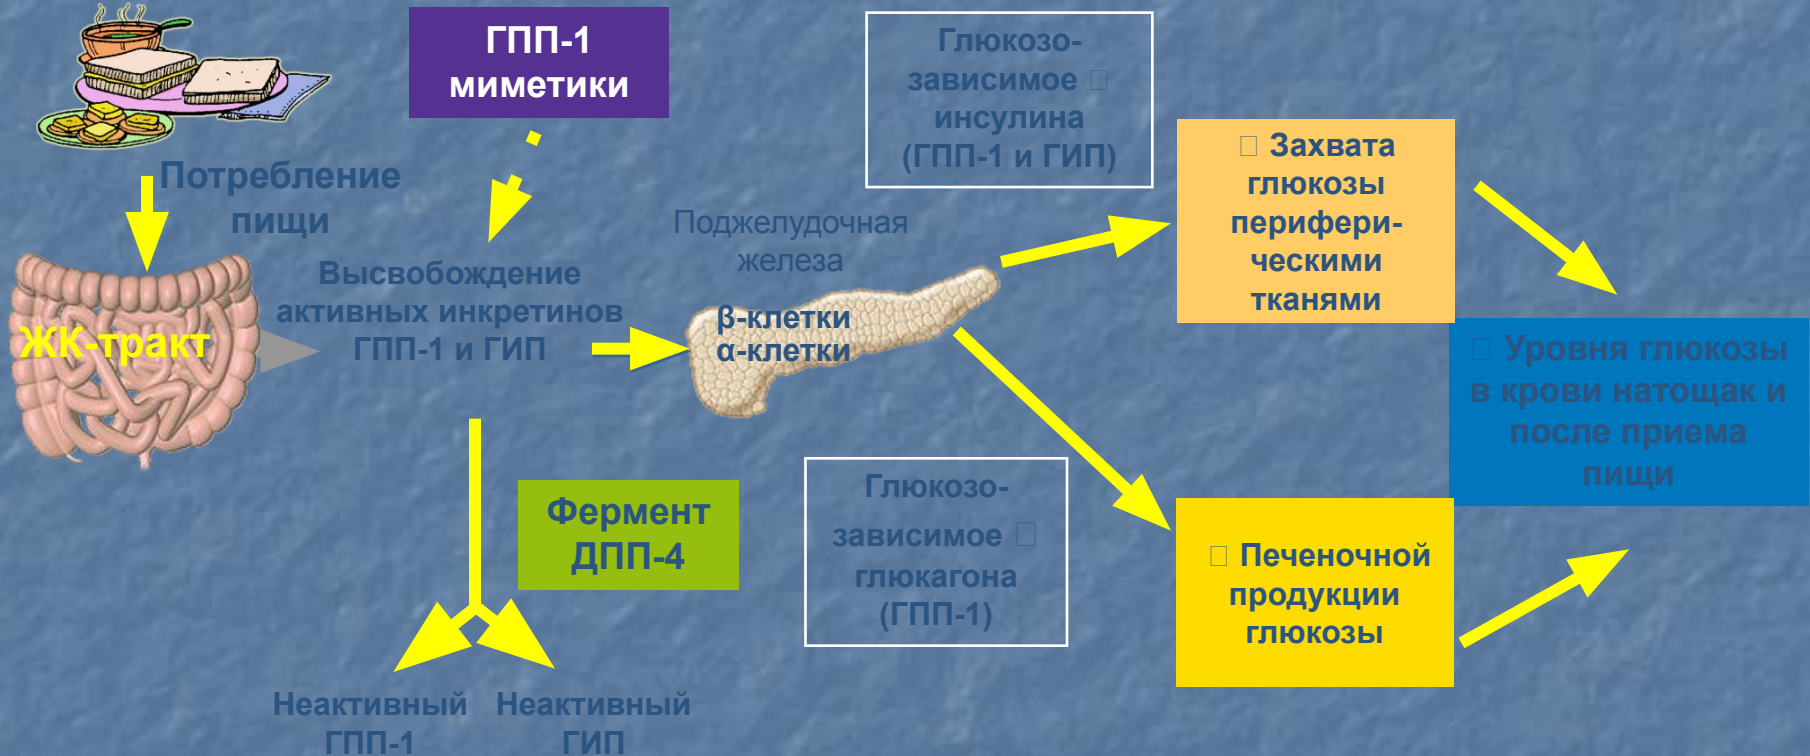 ГПП-1
миметики
Глюкозо-
зависимое 
инсулина
(ГПП-1 и ГИП)
 Захвата
глюкозы
перифери-
ческими
тканями
Потребление
пищи
Поджелудочная
железа
Высвобождение
активных инкретинов
ГПП-1 и ГИП
ЖК-тракт
β-клетки
α-клетки
 Уровня глюкозы
в крови натощак и
после приема
пищи
Фермент
ДПП-4
Глюкозо-
зависимое 
глюкагона
(ГПП-1)
 Печеночной
продукции
глюкозы
Неактивный
ГПП-1
Неактивный
ГИП